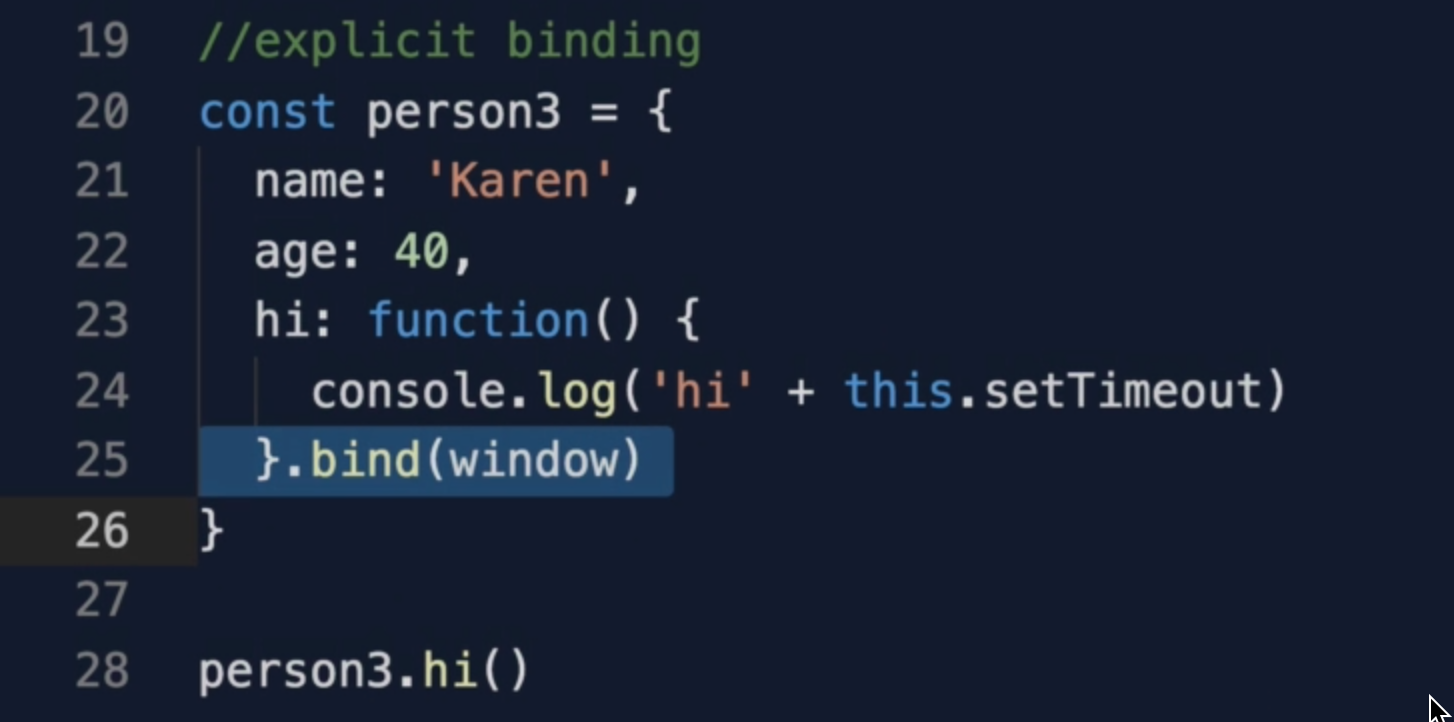 19 //explicit binding
20 const person3 = {
21   name: 'Karen',
22   age: 40,
23   hi: function() {
24     console.log('hi' + this.setTimeout)
25   }.bind(window)
26 }
27
28 person3.hi()